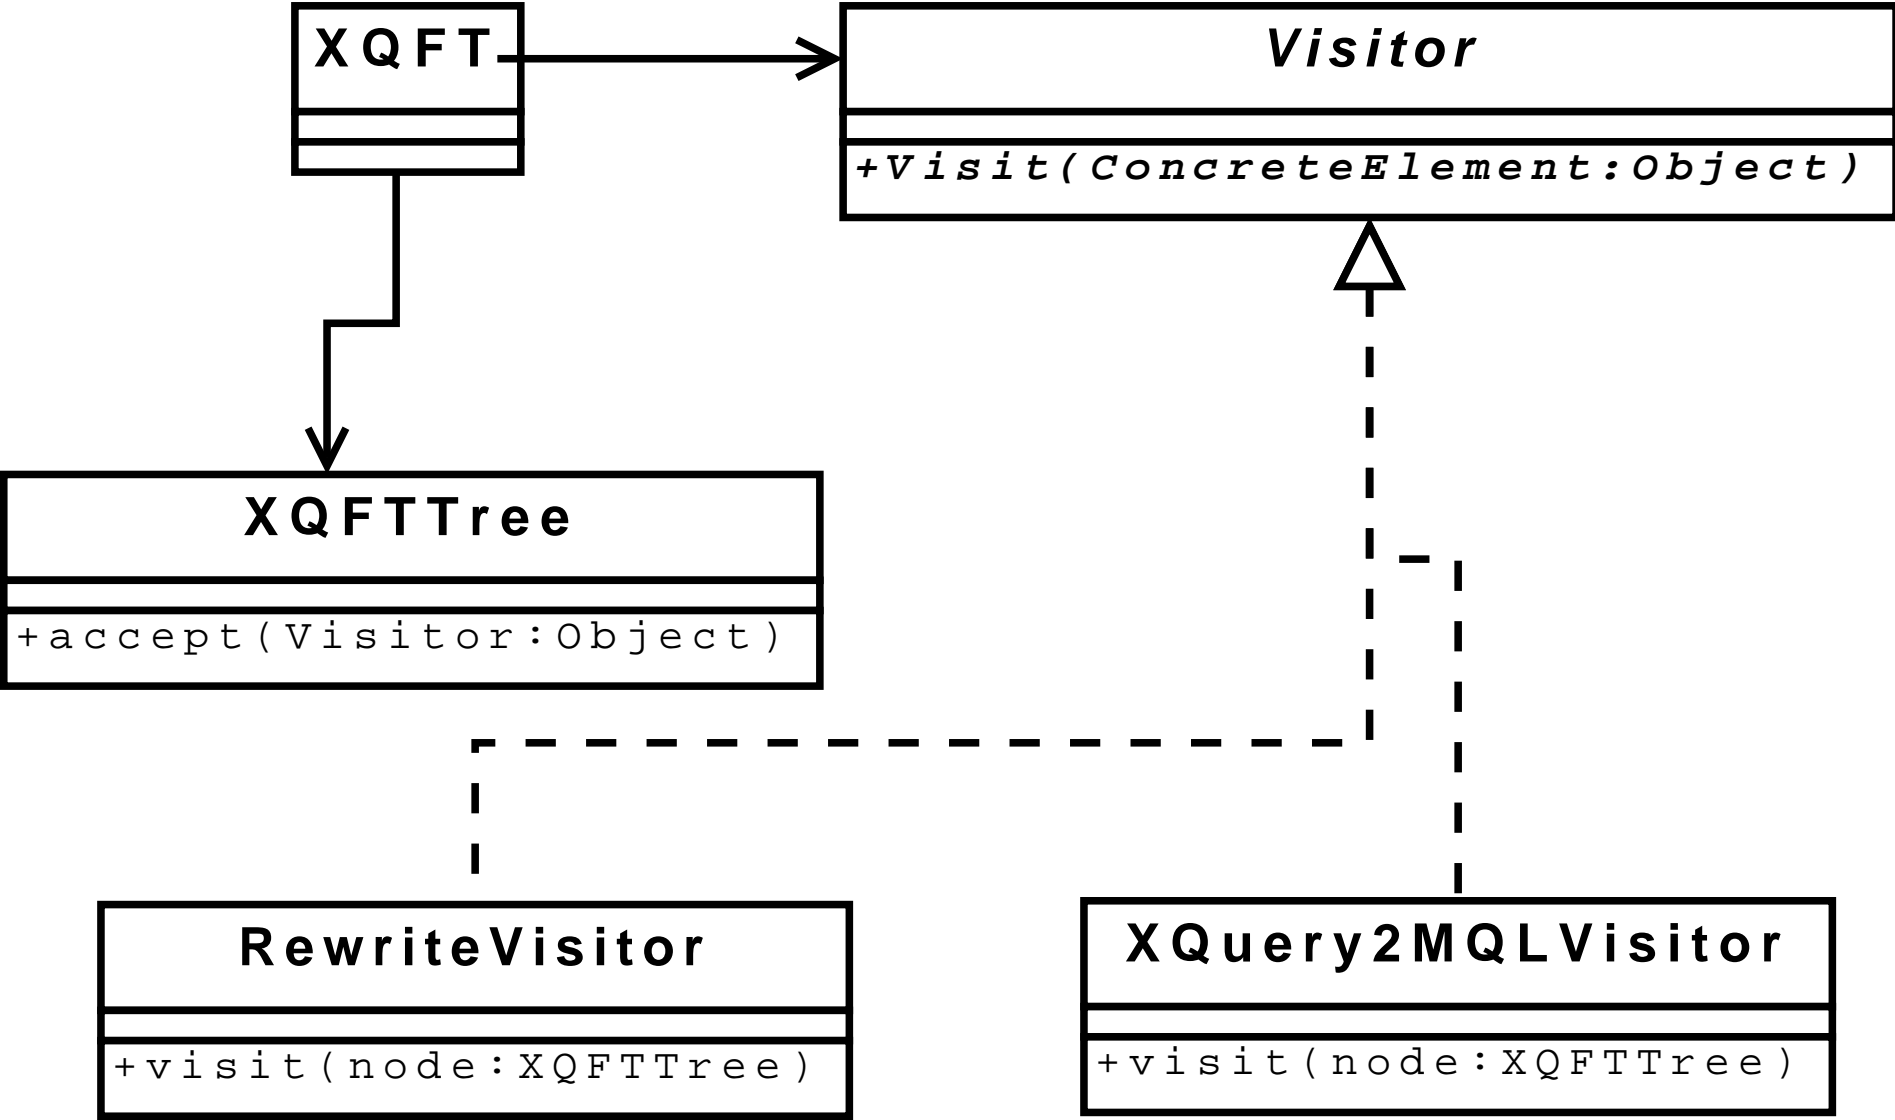 XQFT
Visitor
+Visit(ConcreteElement:Object)
XQFTTree
+accept(Visitor:Object)
RewriteVisitor
+visit(node:XQFTTree)
XQuery2MQLVisitor
+visit(node:XQFTTree)